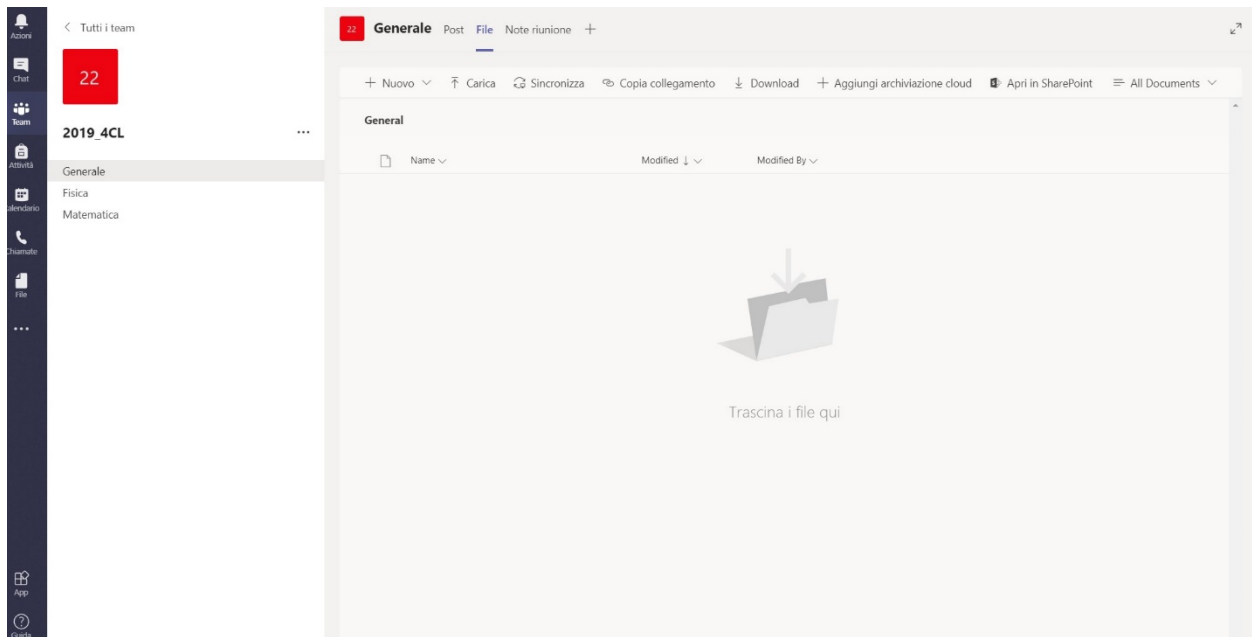 Azioni
Chat
Team
Attività
alendario
Chiamate
File
App
Guida
Tutti i team
22
2019_4CL
Generale
Fisica
Matematica
22 Generale Post File Note riunione
Nuovo Carica Sincronizza Copia collegamento Download Aggiungi archiviazione cloud Apri in SharePoint All Documents
General
Name Modified Modified By
Trascina i file qui